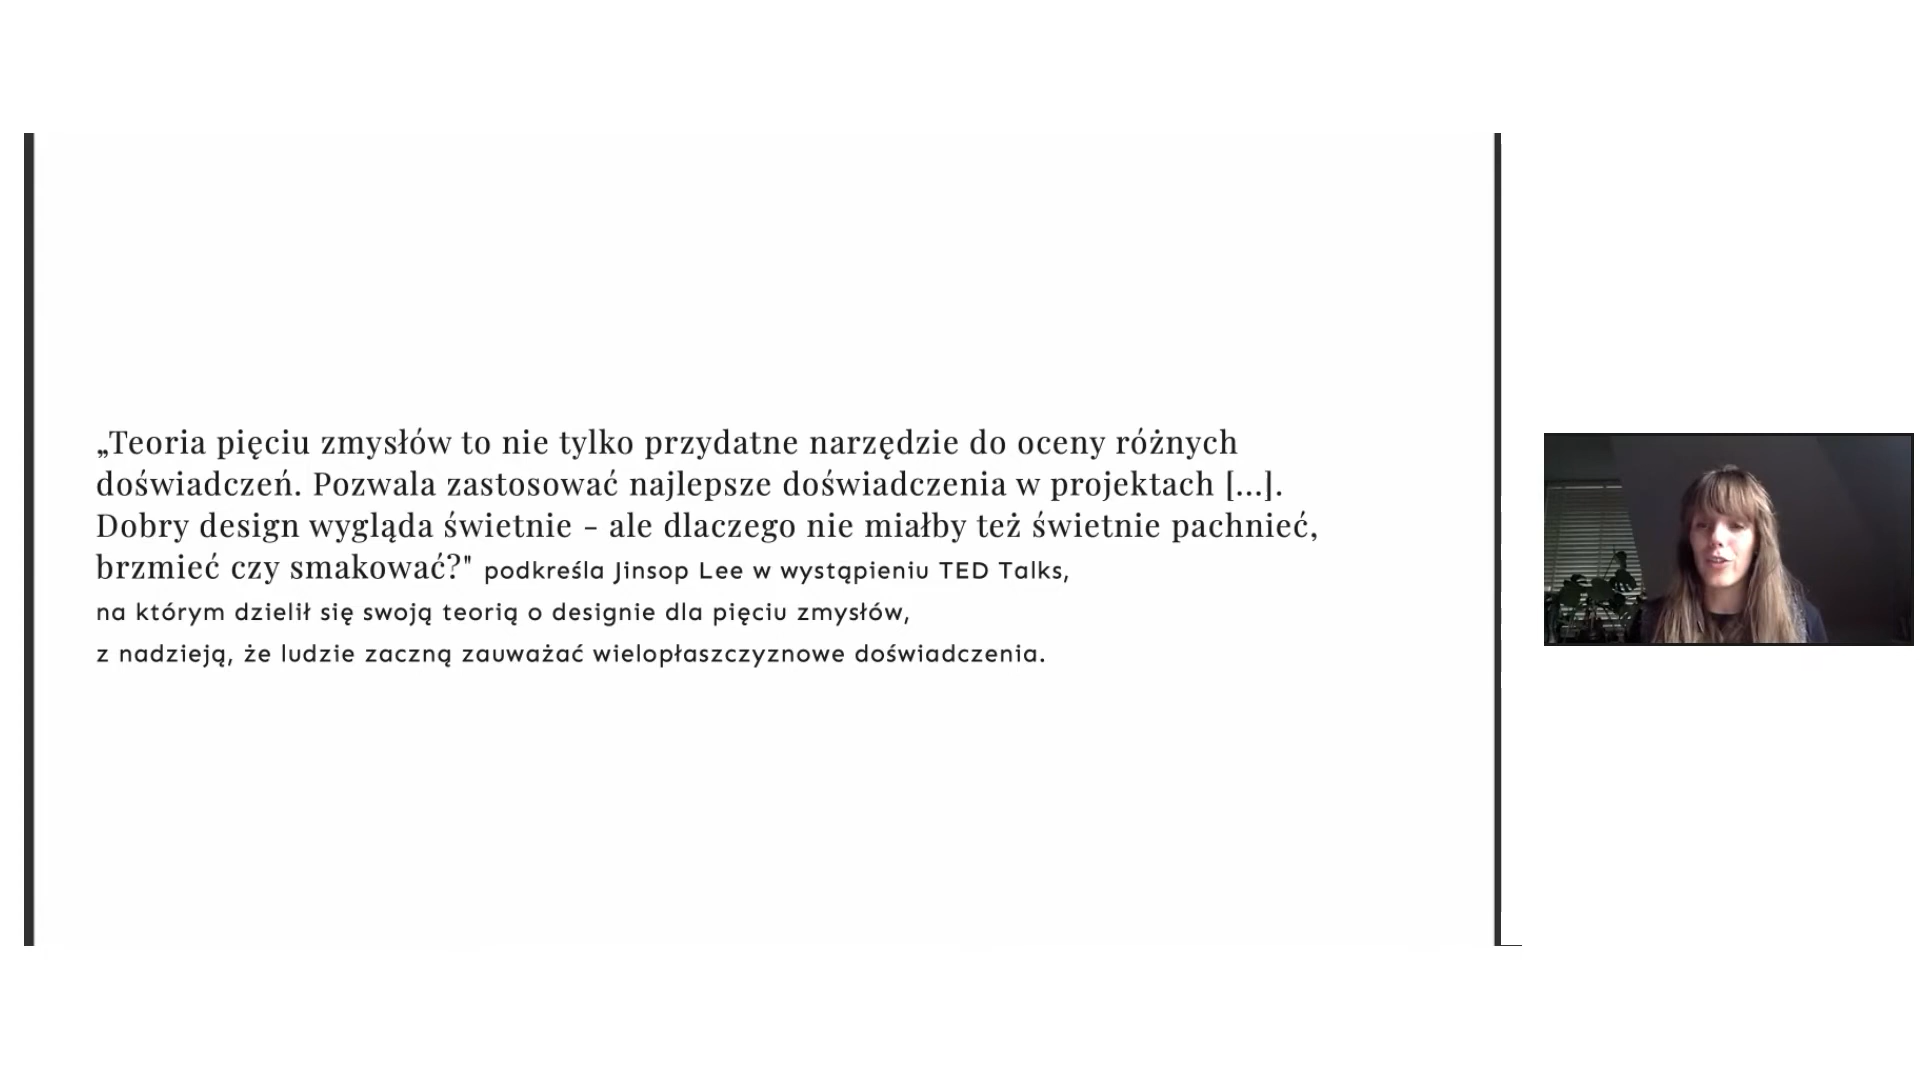 „Teoria pięciu zmysłów to nie tylko przydatne narzędzie do oceny różnych
doświadczeń. Pozwala zastosować najlepsze doświadczenia w projektach [...].
Dobry design wygląda świetnie - ale dlaczego nie miałby też świetnie pachnieć,
brzmieć czy smakować?" podkreśla Jinsop Lee w wystąpieniu TED Talks,
na którym dzielił się swoją teorią o designie dla pięciu zmysłów,
z nadzieją, że ludzie zaczną zauważać wielopłaszczyznowe doświadczenia.